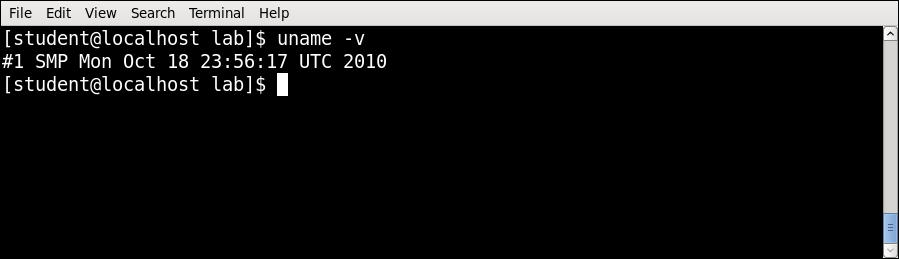 File Edit View Search Terminal Help
[student@localhost lab]$ uname -v
#1 SMP Mon Oct 18 23:56:17 UTC 2010
[student@localhost lab]$